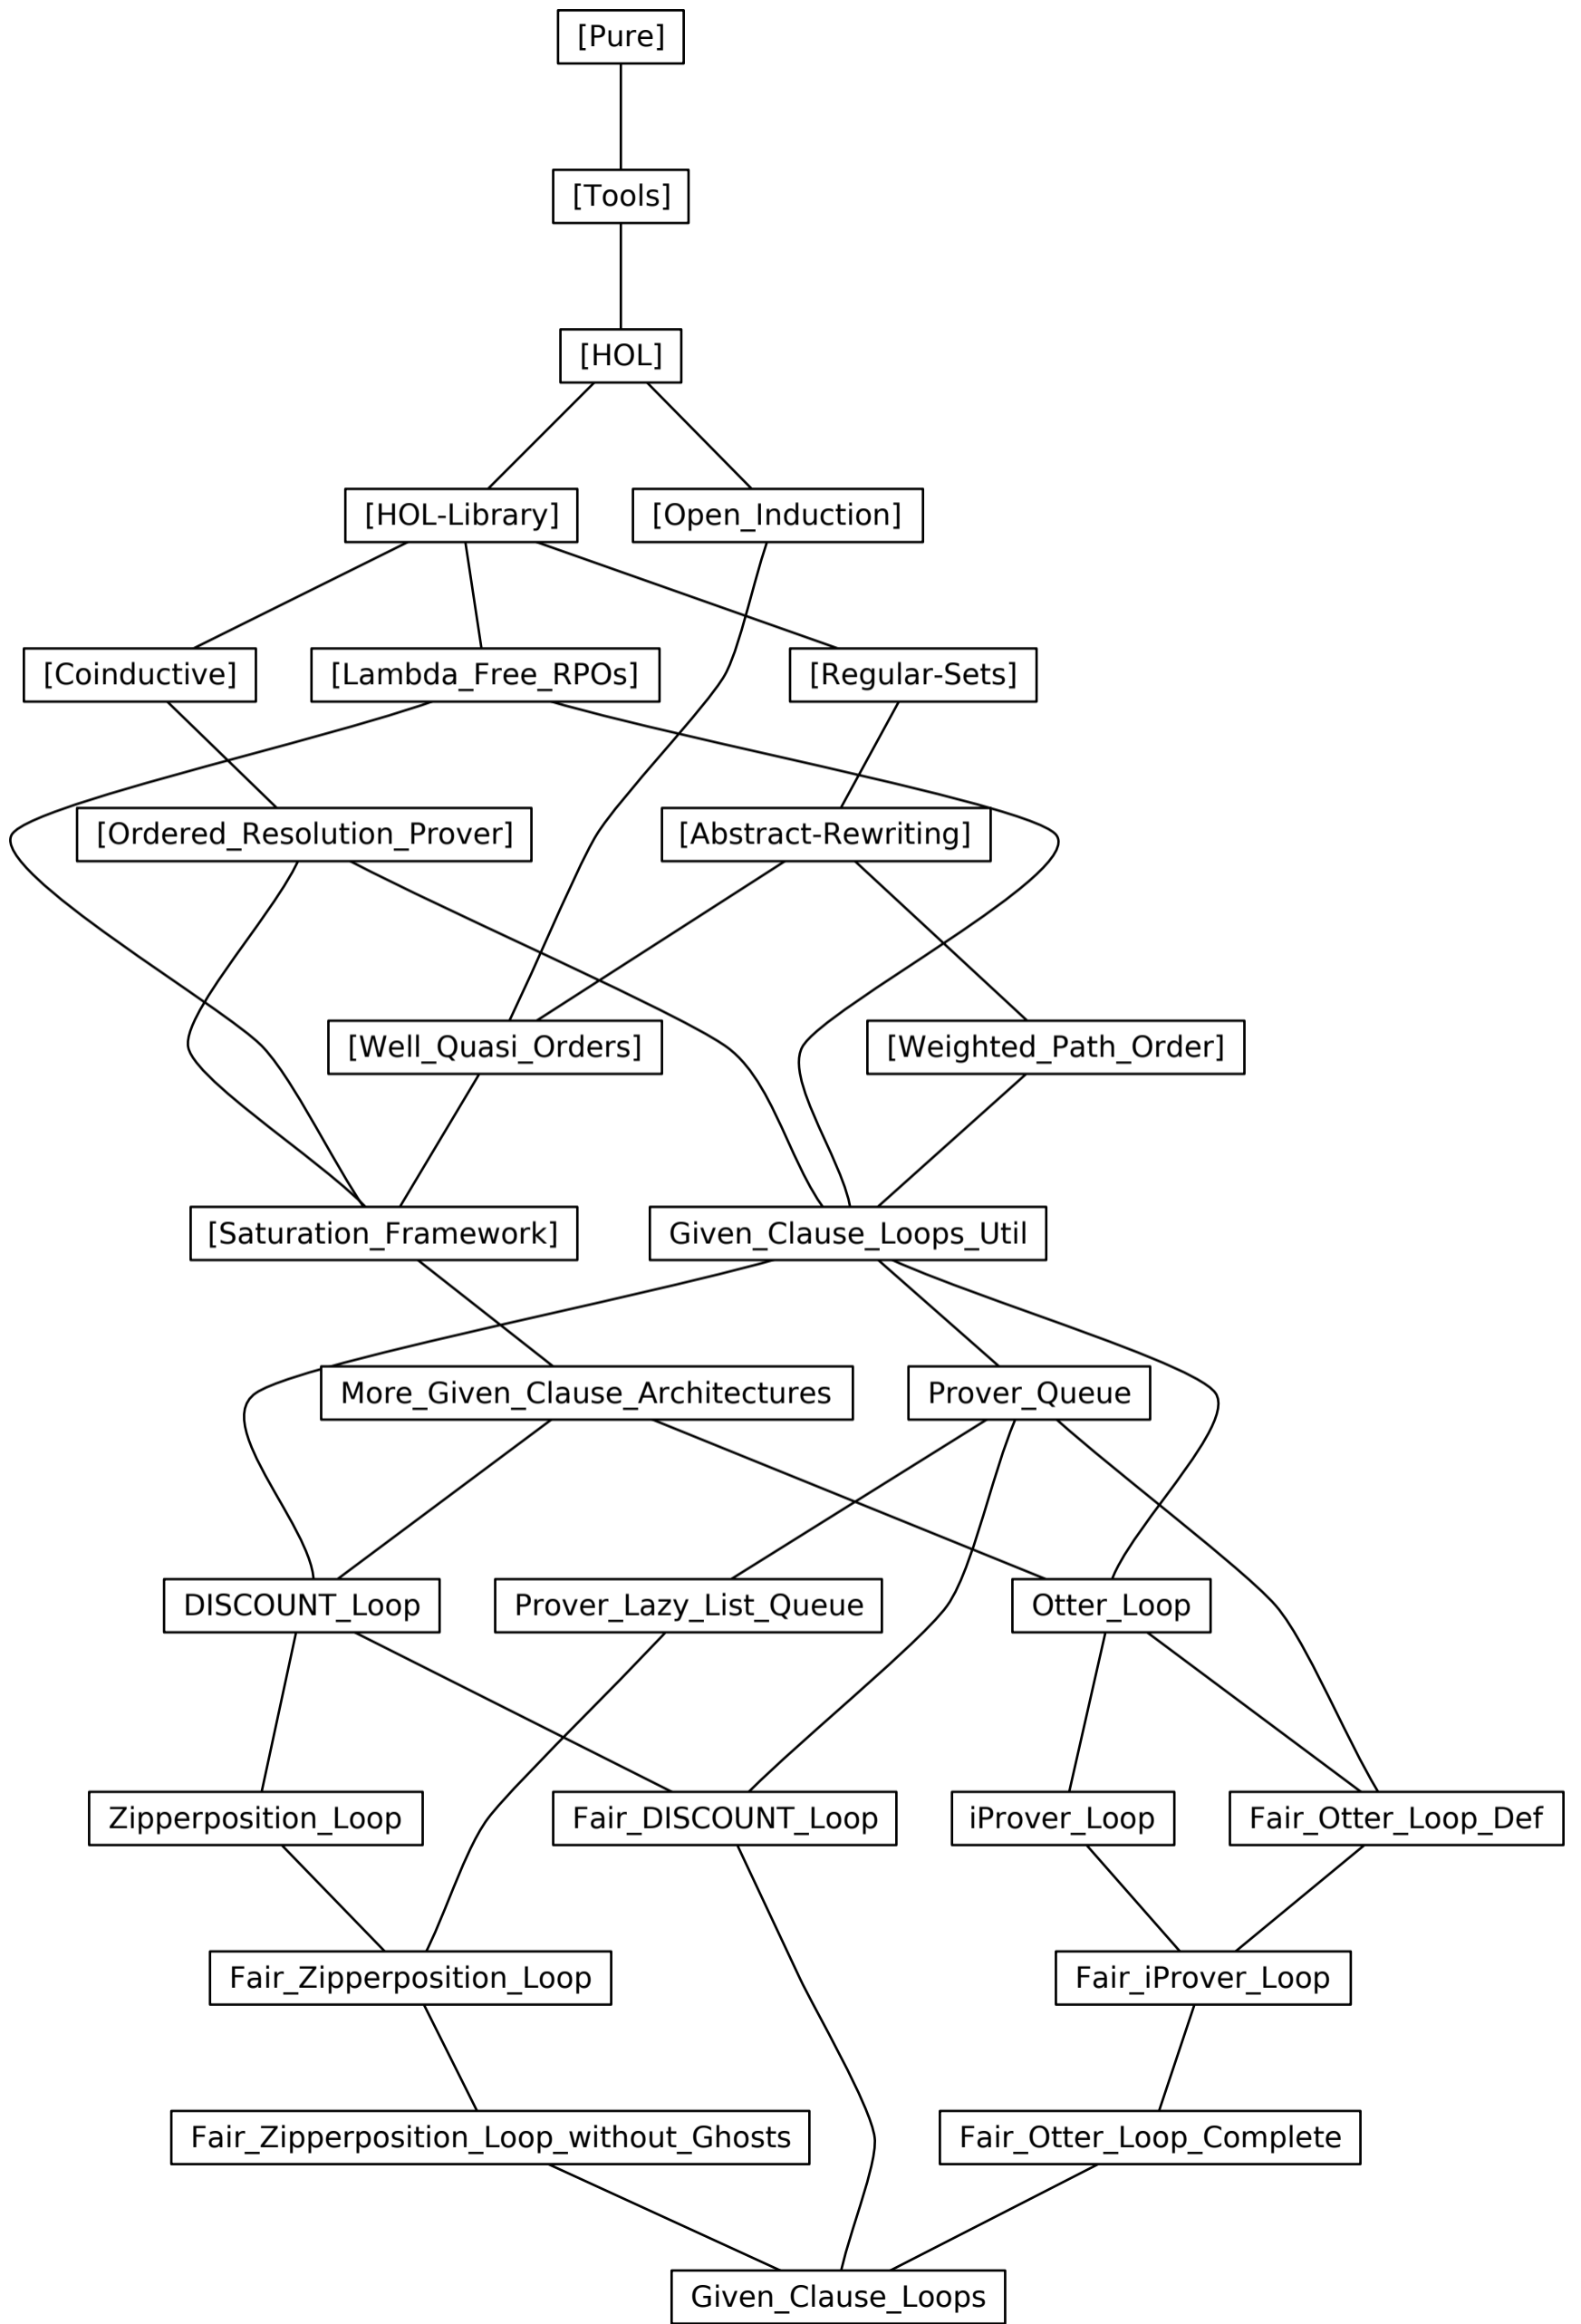 [Pure]
[Tools]
[HOL]
[HOL-Library]
[Open_Induction]
[Coinductive]
[Lambda_Free_RPOs]
[Regular-Sets]
[Ordered_Resolution_Prover]
[Abstract-Rewriting]
[Well_Quasi_Orders]
[Weighted_Path_Order]
[Saturation_Framework]
Given_Clause_Loops_Util
More_Given_Clause_Architectures
Prover_Queue
DISCOUNT_Loop
Prover_Lazy_List_Queue
Otter_Loop
Zipperposition_Loop
Fair_DISCOUNT_Loop
iProver_Loop
Fair_Otter_Loop_Def
Fair_Zipperposition_Loop
Fair_iProver_Loop
Fair_Zipperposition_Loop_without_Ghosts
Fair_Otter_Loop_Complete
Given_Clause_Loops